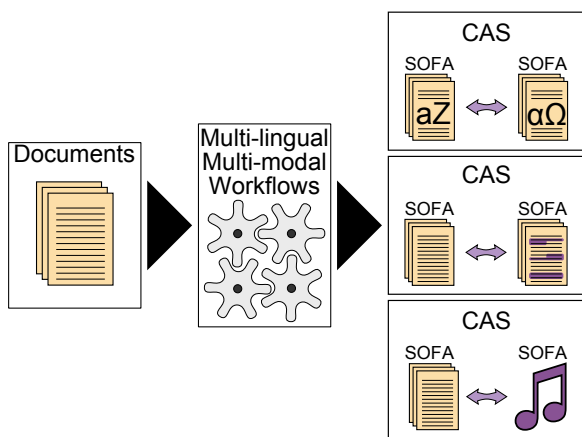 Documents
Multi-lingual
Multi-modal
Workflows
CAS
SOFA SOFA
aZ αΩ
CAS
SOFA SOFA
CAS
SOFA SOFA